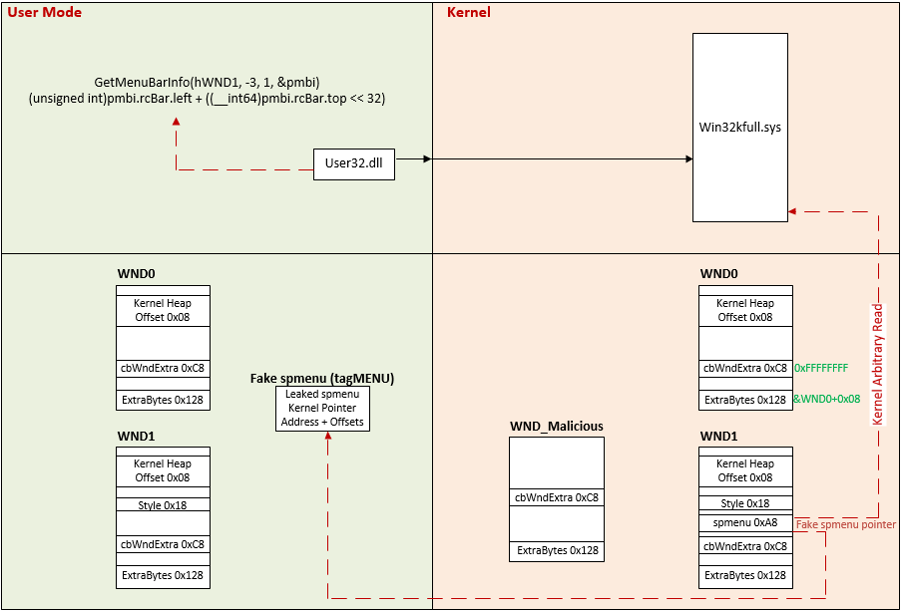 User Mode
Kernel
GetMenuBarInfo(hWND1, -3, 1, &pmbi)
(unsigned int)pmbi.rcBar.left + ((__int64)pmbi.rcBar.top << 32)
User32.dll
Win32kfull.sys
WND0
Kernel Heap
Offset 0x08
cbWndExtra 0xC8
ExtraBytes 0x128
WND1
Kernel Heap
Offset 0x08
Style 0x18
cbWndExtra 0xC8
ExtraBytes 0x128
Fake spmenu (tagMENU)
Leaked spmenu
Kernel Pointer
Address + Offsets
WND_Malicious
cbWndExtra 0xC8
ExtraBytes 0x128
WND0
Kernel Heap
Offset 0x08
cbWndExtra 0xC8
0xFFFFFFFF
ExtraBytes 0x128
&WND0+0x08
WND1
Kernel Heap
Offset 0x08
Style 0x18
spmenu 0xA8
Fake spmenu pointer
cbWndExtra 0xC8
ExtraBytes 0x128
Kernel Arbitrary Read